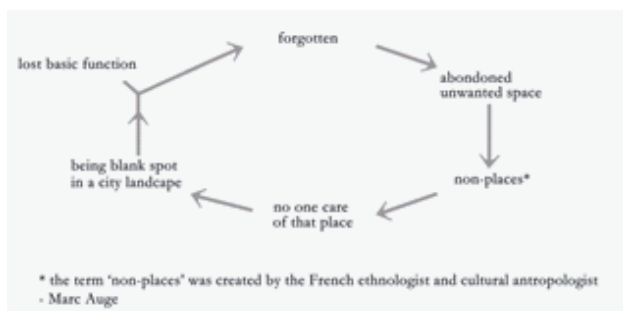 forgotten
lost basic function
abondoned
unwanted space
being blank spot
in a city landcape
non-places*
no one care
of that place
* the term 'non-places' was created by the French ethnologist and cultural antropologist
- Marc Auge